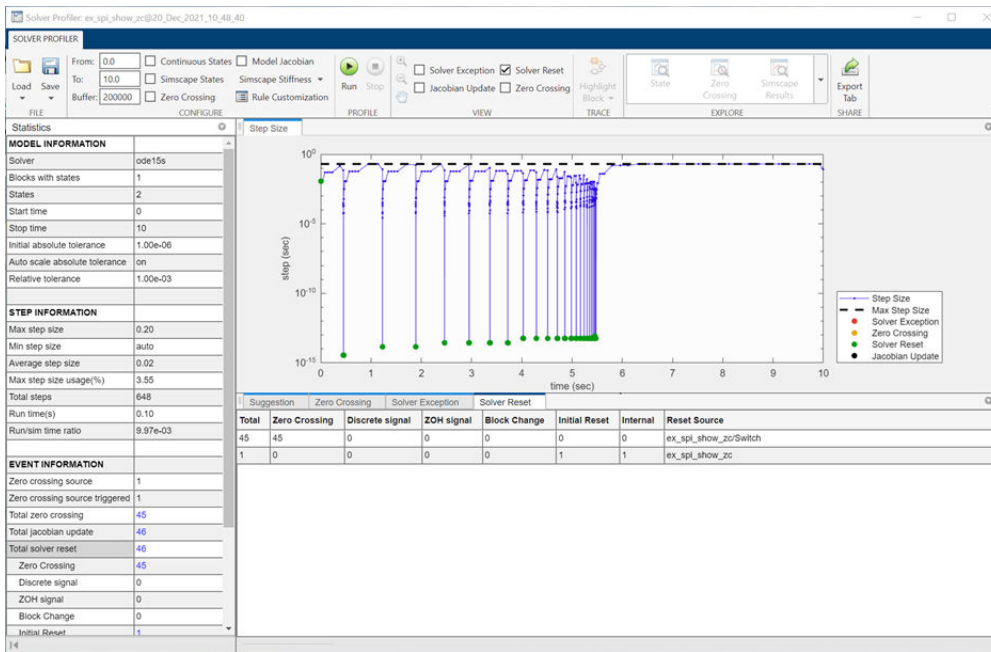 Solver Profiler: ex_spi_show_zc@20_Dec_2021_10_48_40
SOLVER PROFILER
Load Save
FILE
From: 0.0
To: 10.0
Buffer: 200000
Continuous States
Simscape States
Zero Crossing
Model Jacobian
Simscape Stiffness
Rule Customization
CONFIGURE
Run Stop
PROFILE
Solver Exception Solver Reset
Jacobian Update Zero Crossing
VIEW
Highlight
Block
TRACE
State
Zero
Crossing
Simscape
Results
EXPLORE
Export
Tab
SHARE
Statistics
MODEL INFORMATION
Solver ode15s
Blocks with states 1
States 2
Start time 0
Stop time 10
Initial absolute tolerance 1.00e-06
Auto scale absolute tolerance on
Relative tolerance 1.00e-03
STEP INFORMATION
Max step size 0.20
Min step size auto
Average step size 0.02
Max step size usage(%) 3.55
Total steps 648
Run time(s) 0.10
Run/sim time ratio 9.97e-03
EVENT INFORMATION
Zero crossing source 1
Zero crossing source triggered 1
Total zero crossing 45
Total jacobian update 46
Total solver reset 46
Zero Crossing 45
Discrete signal 0
ZOH signal 0
Block Change 0
Initial Reset 1
Step Size
10^0
10^-5
10^-10
10^-15
step (sec)
0 1 2 3 4 5 6 7 8 9 10
time (sec)
Step Size
Max Step Size
Solver Exception
Zero Crossing
Solver Reset
Jacobian Update
Suggestion Zero Crossing Solver Exception Solver Reset
Total Zero Crossing Discrete signal ZOH signal Block Change Initial Reset Internal Reset Source
45 45 0 0 0 0 0 ex_spi_show_zc/Switch
1 0 0 0 0 1 1 ex_spi_show_zc